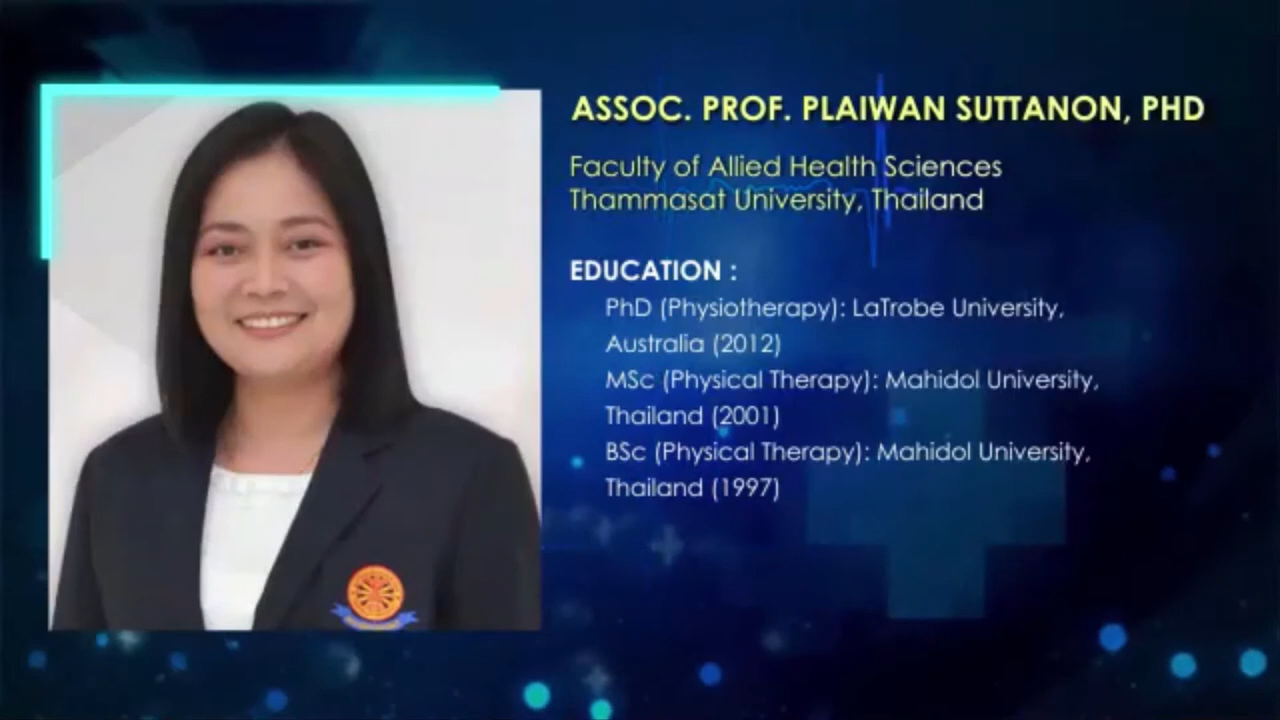 ASSOC. PROF. PLAIWAN SUTTANON, PHD
Faculty of Allied Health Sciences
Thammasat University, Thailand
EDUCATION :
PhD (Physiotherapy): LaTrobe University,
Australia (2012)
MSc (Physical Therapy): Mahidol University,
Thailand (2001)
BSc (Physical Therapy): Mahidol University,
Thailand (1997)